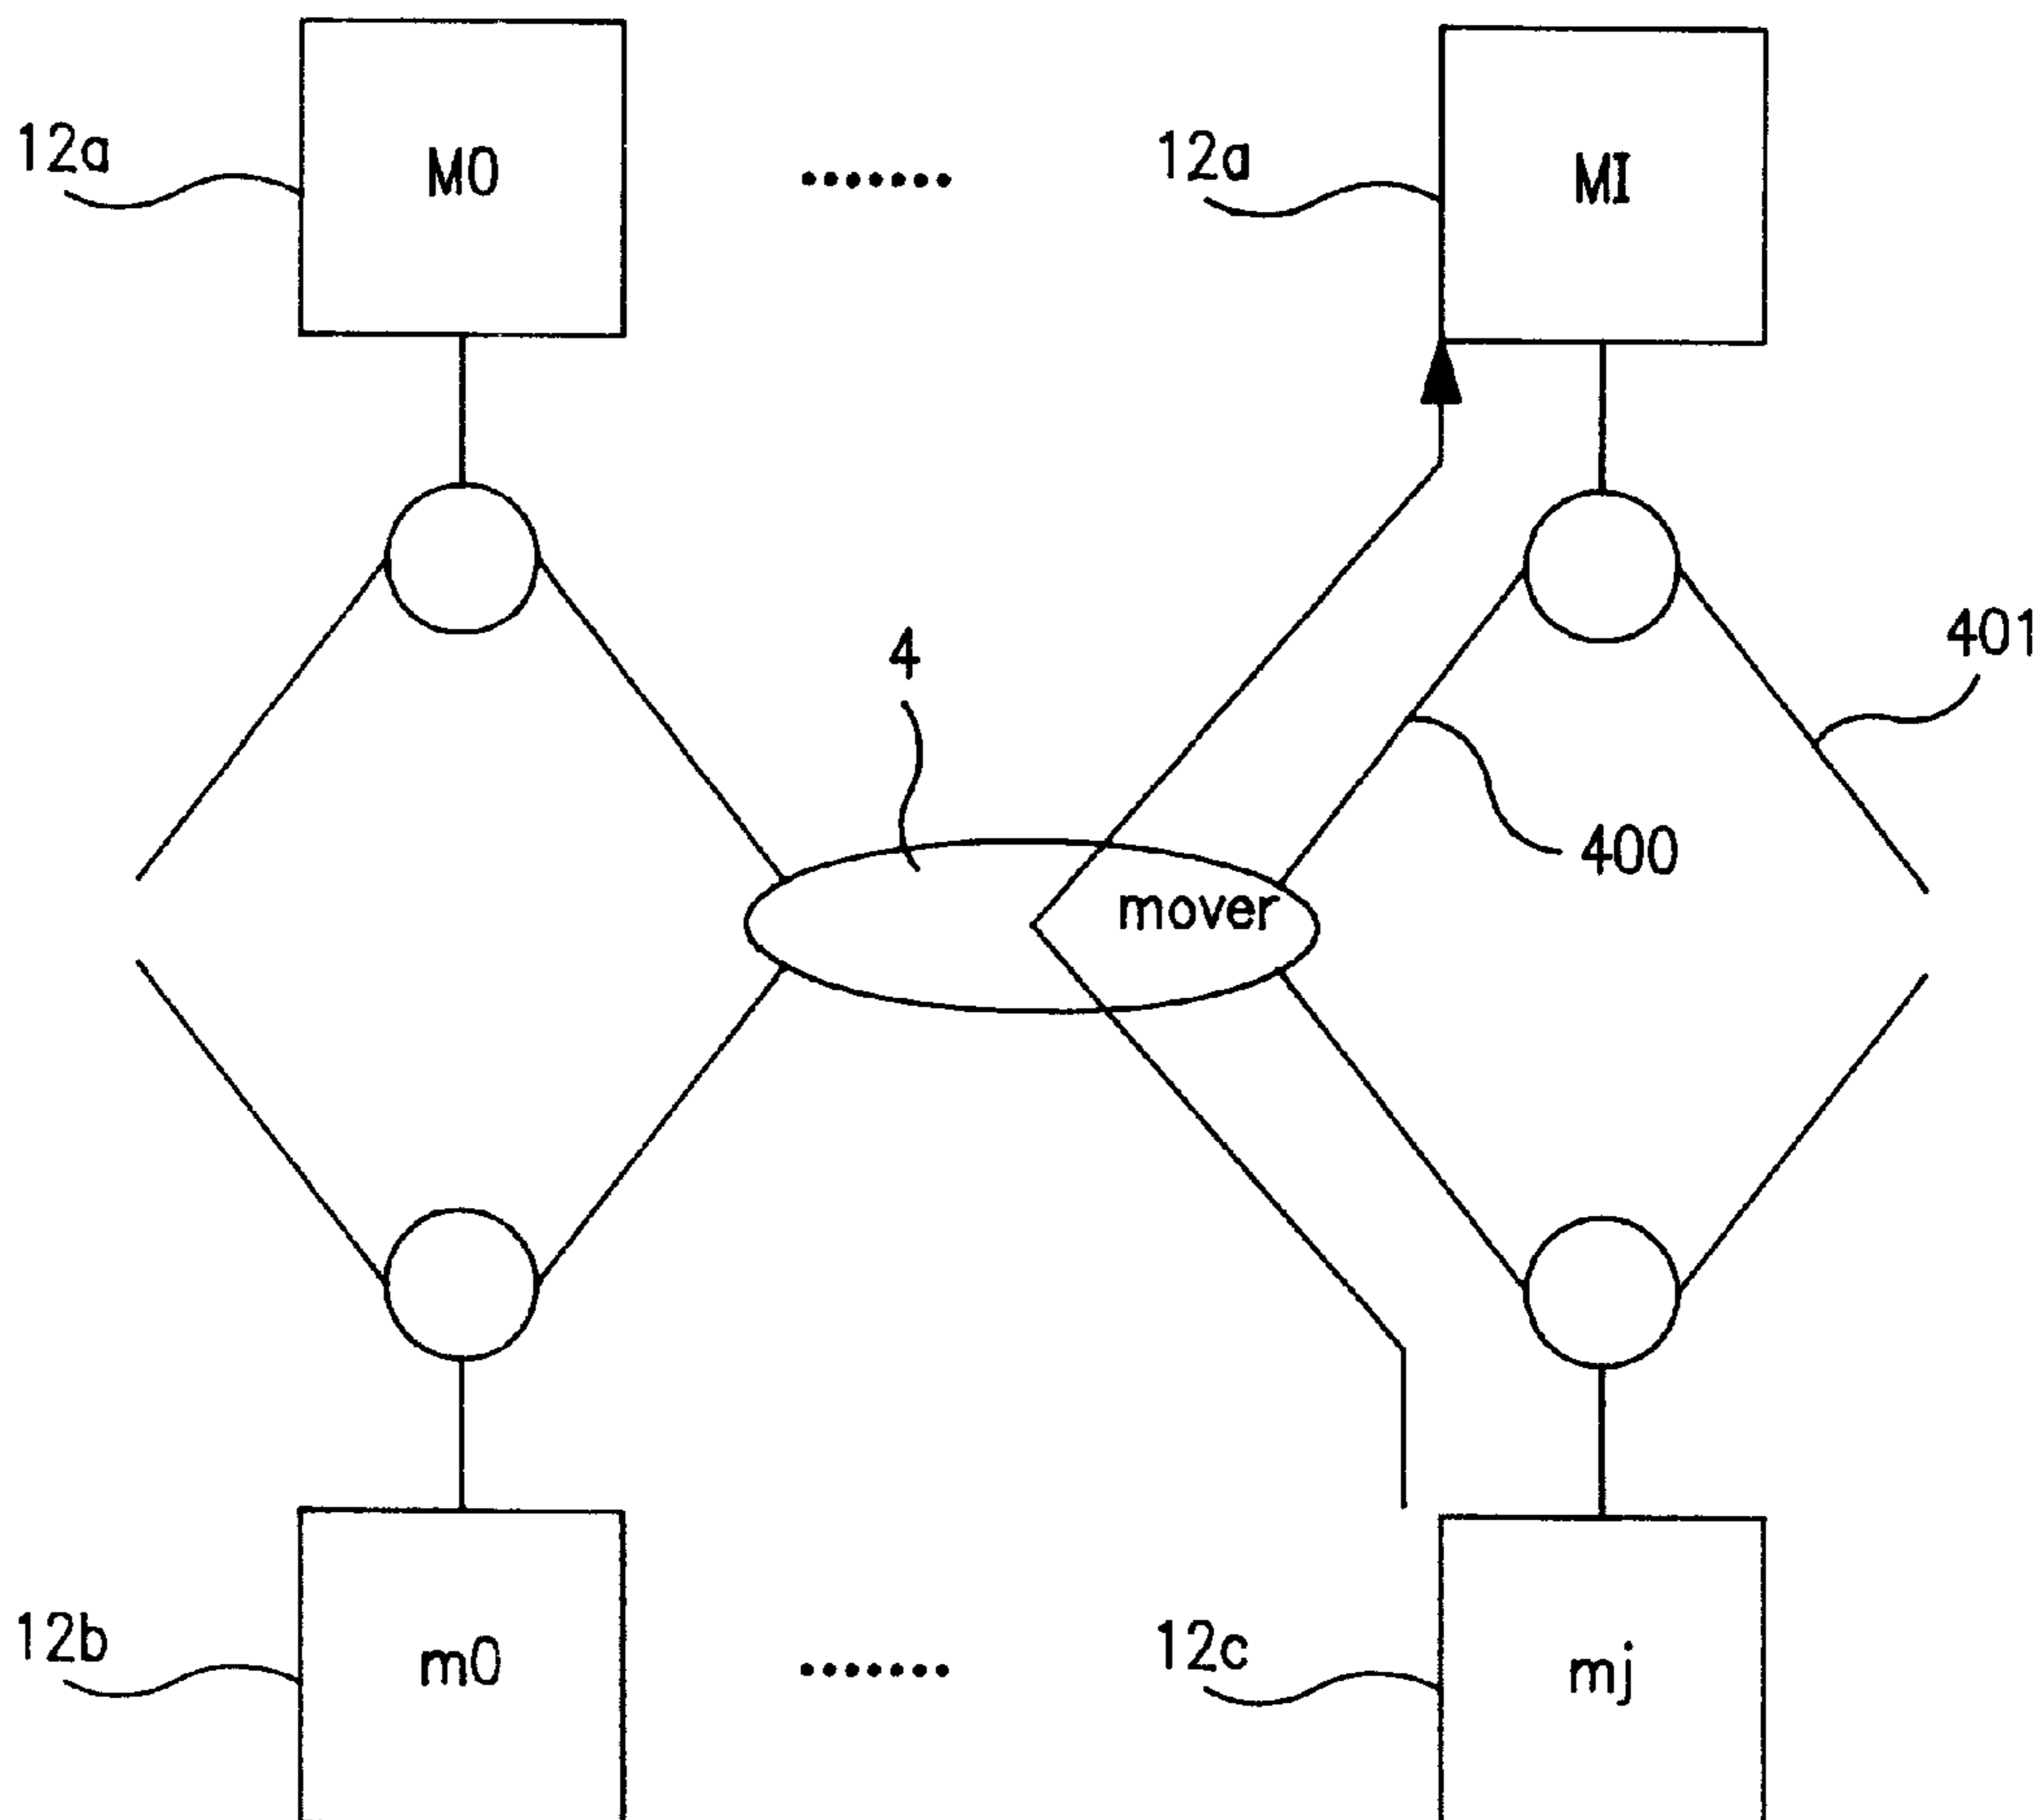 12a
M0
.......
12a
MI
401
4
400
mover
12b
m0
.......
12c
mj